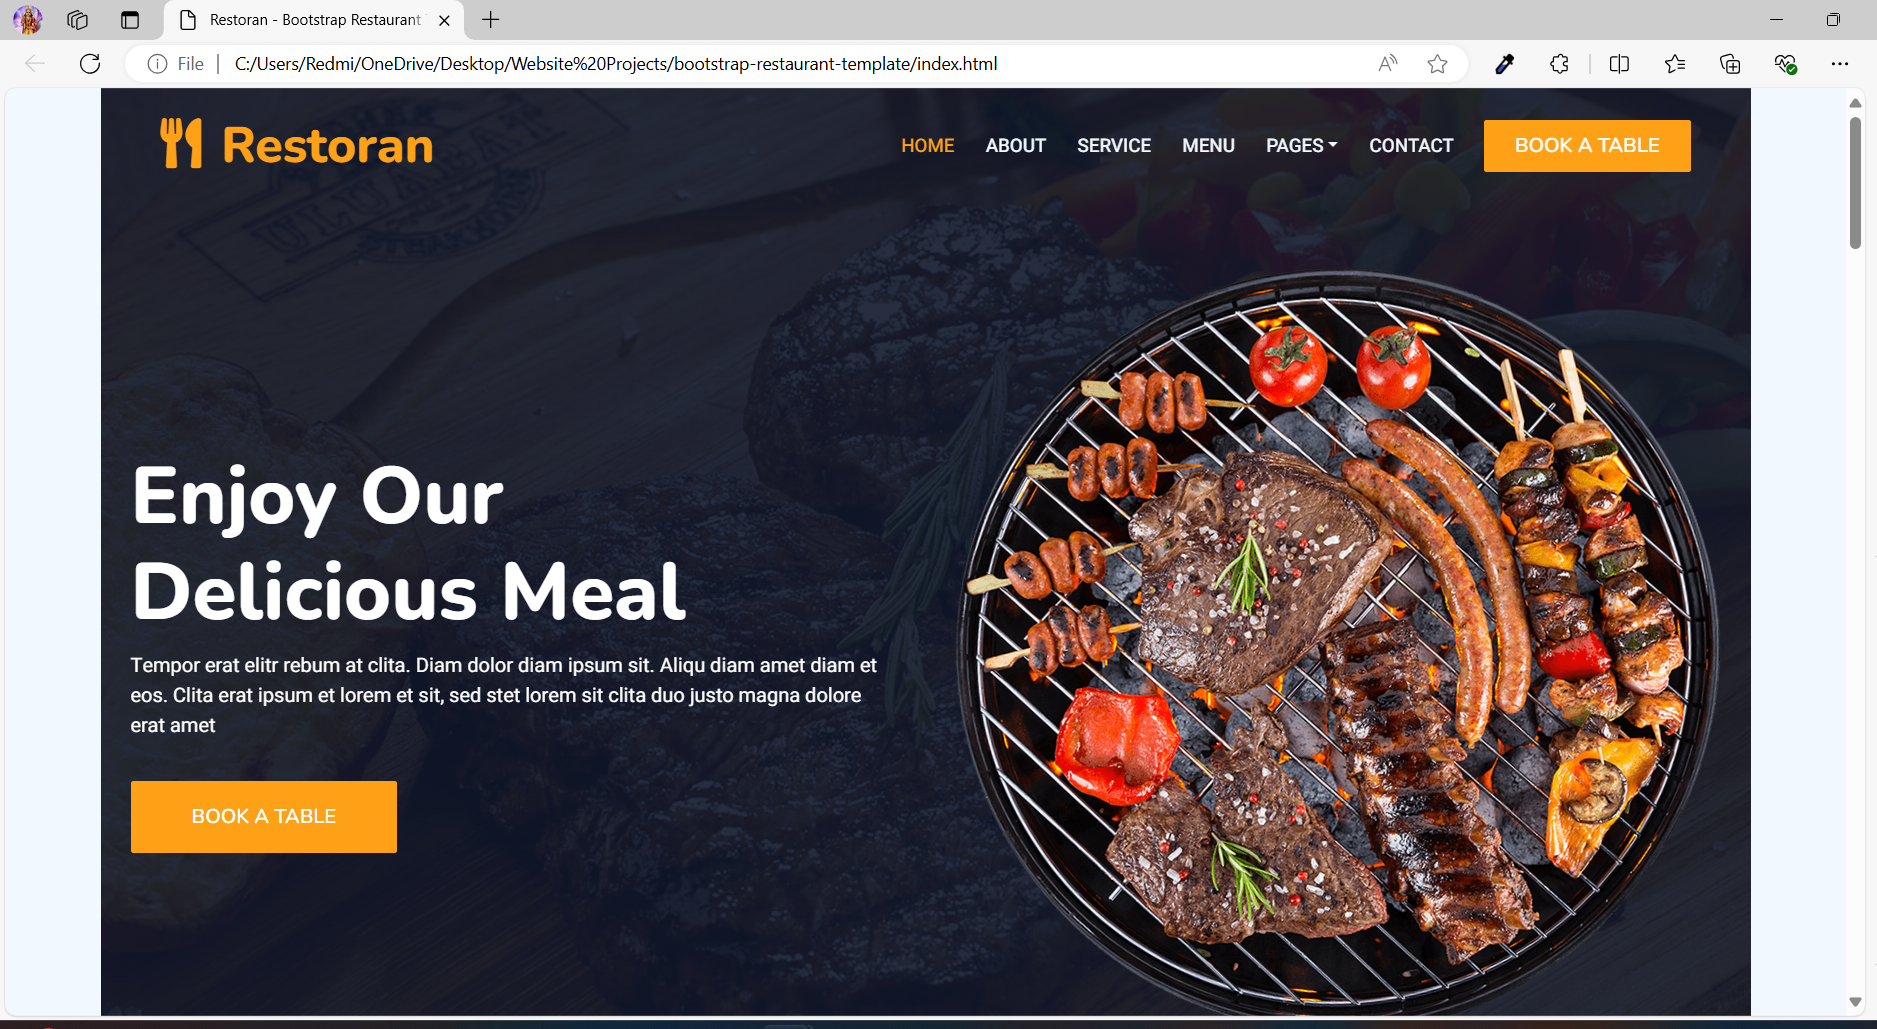 Restoran - Bootstrap Restaurant
File
C:/Users/Redmi/OneDrive/Desktop/Website%20Projects/bootstrap-restaurant-template/index.html
Restoran
HOME
ABOUT
SERVICE
MENU
PAGES
CONTACT
BOOK A TABLE
Enjoy Our
Delicious Meal
Tempor erat elitr rebum at clita. Diam dolor diam ipsum sit. Aliqu diam amet diam et
eos. Clita erat ipsum et lorem et sit, sed stet lorem sit clita duo justo magna dolore
erat amet
BOOK A TABLE